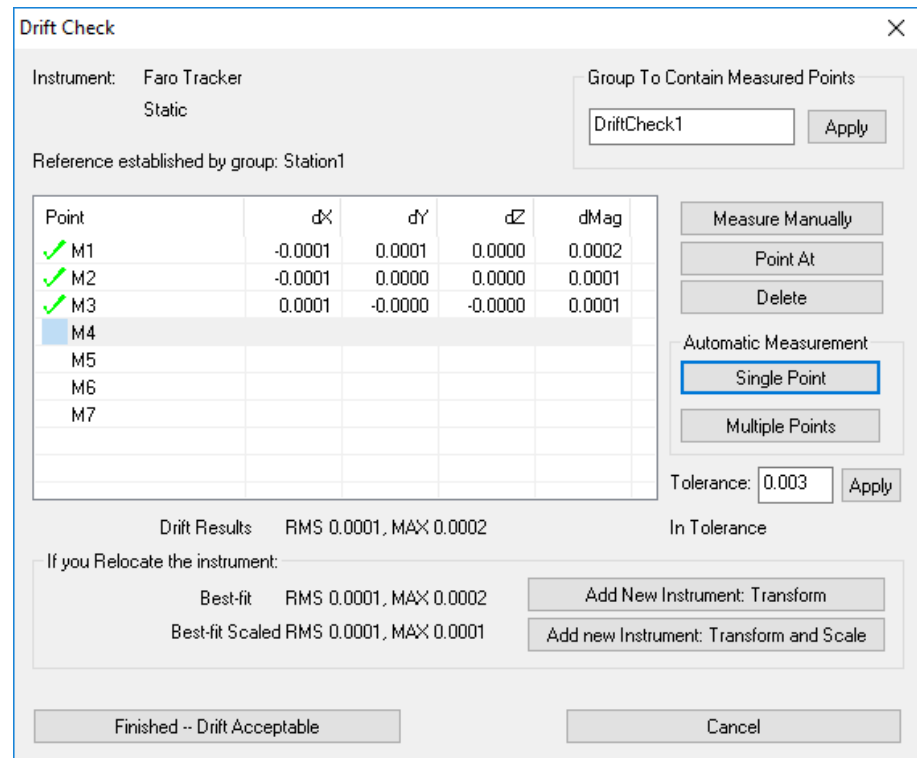 Drift Check
Instrument: Faro Tracker
Static
Group To Contain Measured Points
DriftCheck1 Apply
Reference established by group: Station1
Point dX dY dZ dMag
M1 -0.0001 0.0001 0.0000 0.0002
M2 -0.0001 0.0000 0.0000 0.0001
M3 0.0001 -0.0000 -0.0000 0.0001
M4
M5
M6
M7
Measure Manually
Point At
Delete
Automatic Measurement
Single Point
Multiple Points
Tolerance: 0.003 Apply
Drift Results RMS 0.0001, MAX 0.0002 In Tolerance
If you Relocate the instrument:
Best-fit RMS 0.0001, MAX 0.0002 Add New Instrument: Transform
Best-fit Scaled RMS 0.0001, MAX 0.0001 Add new Instrument: Transform and Scale
Finished -- Drift Acceptable Cancel